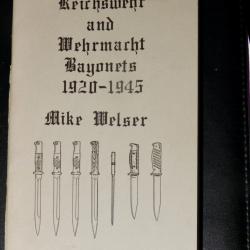 Reichswehr
and
Wehrmacht
Bayonets
1920-1945
Mike Welser